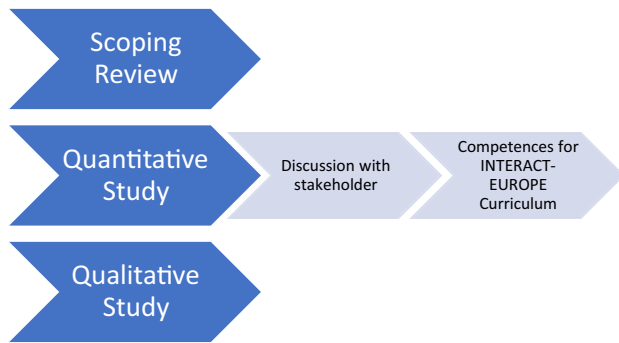 Scoping
Review
Quantitative
Study
Discussion with
stakeholder
Competences for
INTERACT-
EUROPE
Curriculum
Qualitative
Study